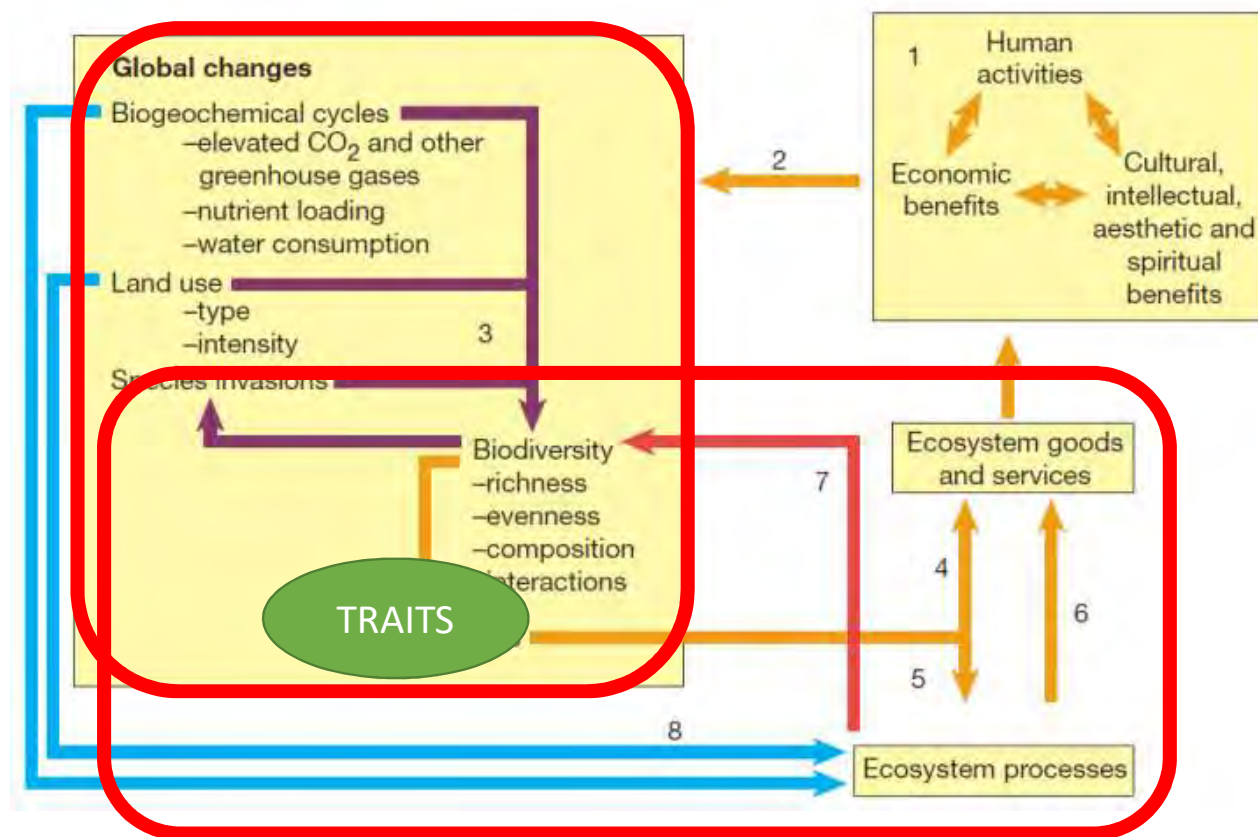 Global changes
Biogeochemical cycles
–elevated CO2 and other
greenhouse gases
–nutrient loading
–water consumption
Land use
–type
–intensity
3
Species invasions
Biodiversity
–richness
–evenness
–composition
interactions
TRAITS
2
1
Human
activities
Economic
benefits
Cultural,
intellectual,
aesthetic and
spiritual
benefits
Ecosystem goods
and services
7
4
6
5
8
Ecosystem processes